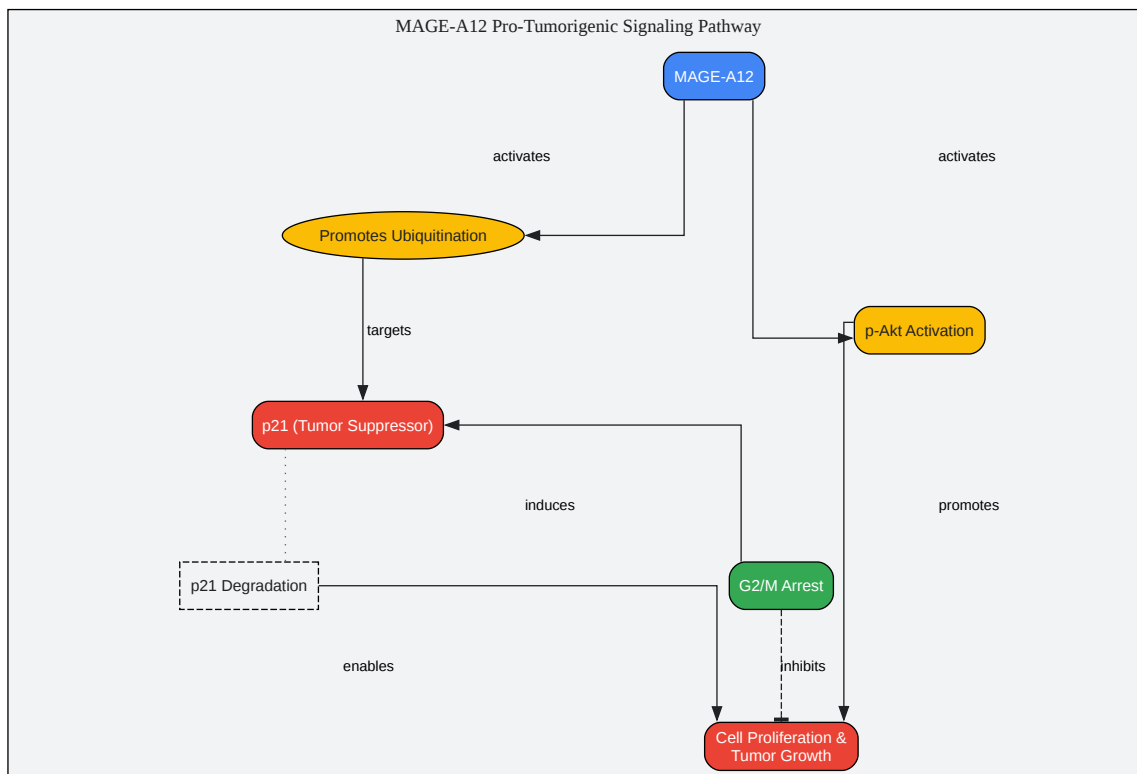 MAGE-A12 Pro-Tumorigenic Signaling Pathway
MAGE-A12
activates
activates
Promotes Ubiquitination
targets
p-Akt Activation
p21 (Tumor Suppressor)
induces
promotes
p21 Degradation
G2/M Arrest
enables
inhibits
Cell Proliferation &
Tumor Growth